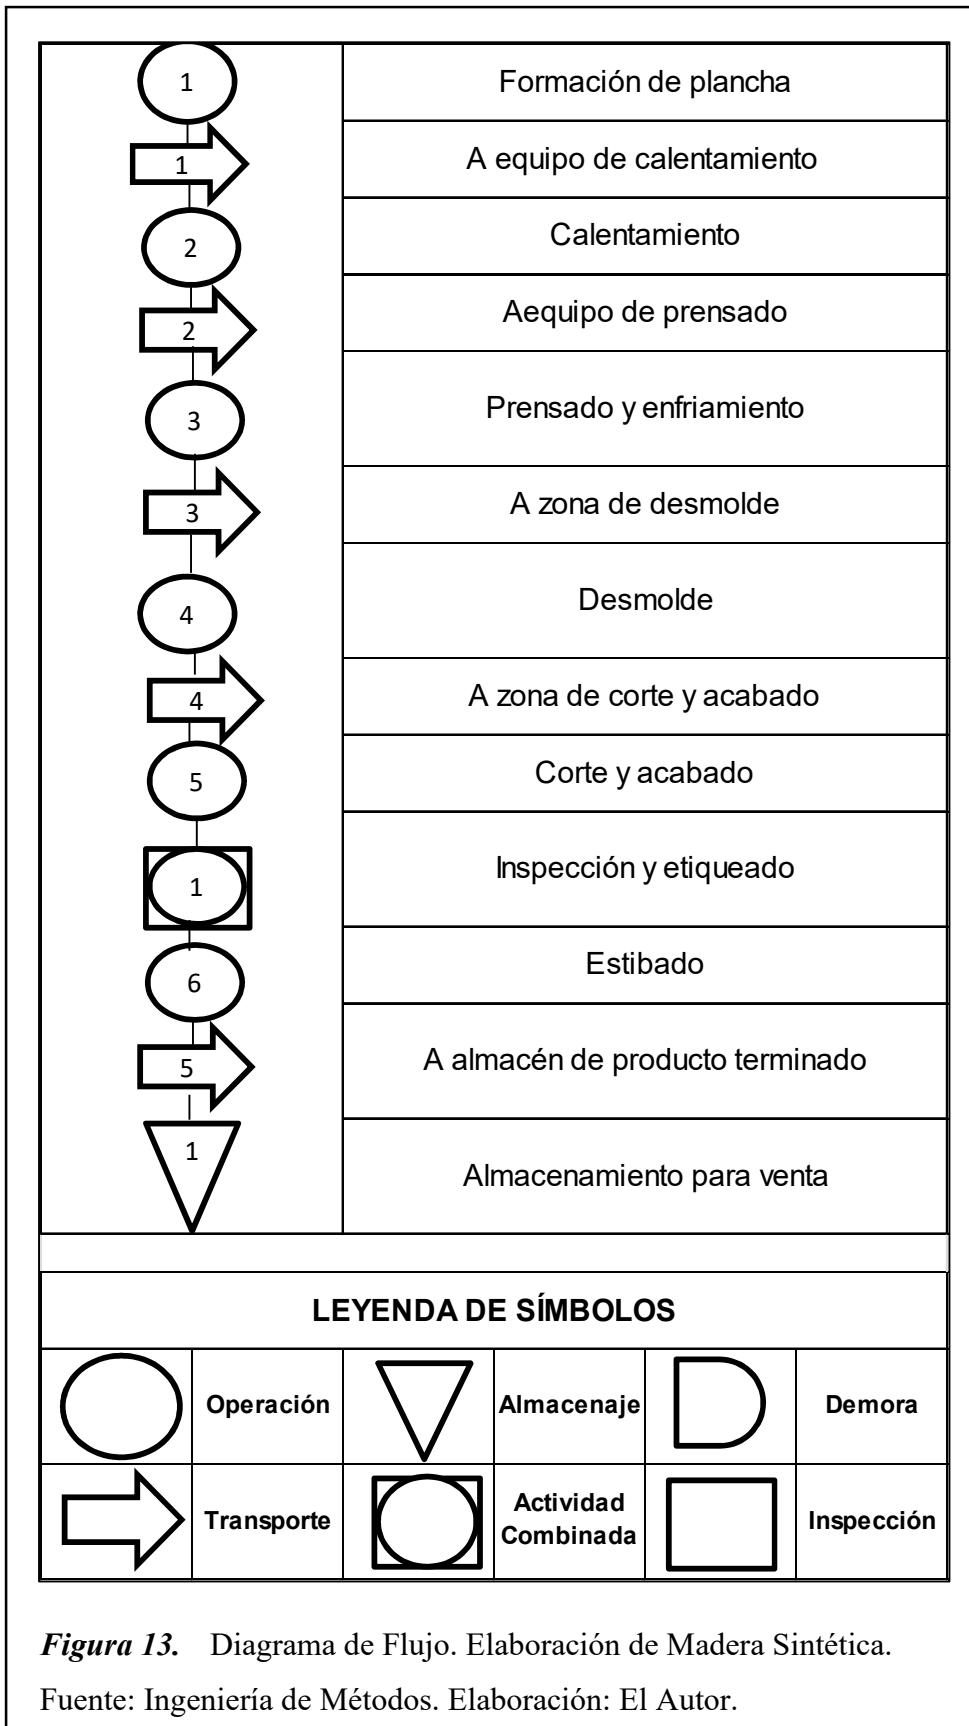 1 Formación de plancha
1 A equipo de calentamiento
2 Calentamiento
2 Aequipo de prensado
3 Prensado y enfriamiento
3 A zona de desmolde
4 Desmolde
4 A zona de corte y acabado
5 Corte y acabado
1 Inspección y etiqueado
6 Estibado
5 A almacén de producto terminado
1 Almacenamiento para venta
LEYENDA DE SÍMBOLOS
Operación Almacenaje Demora
Transporte Actividad Combinada Inspección
Figura 13. Diagrama de Flujo. Elaboración de Madera Sintética.
Fuente: Ingeniería de Métodos. Elaboración: El Autor.